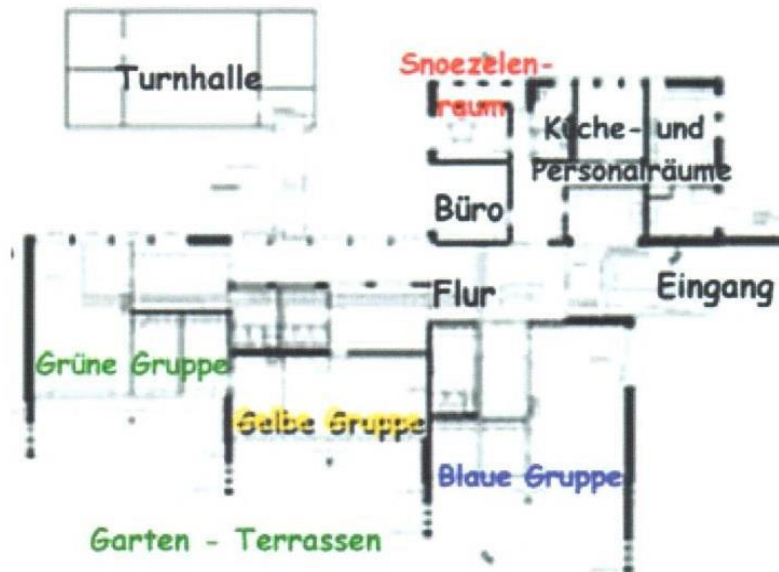 Turnhalle
Snoezelen-
raum
Küche- und
Personalräume
Büro
Flur
Eingang
Grüne Gruppe
Gelbe Gruppe
Blaue Gruppe
Garten - Terrassen